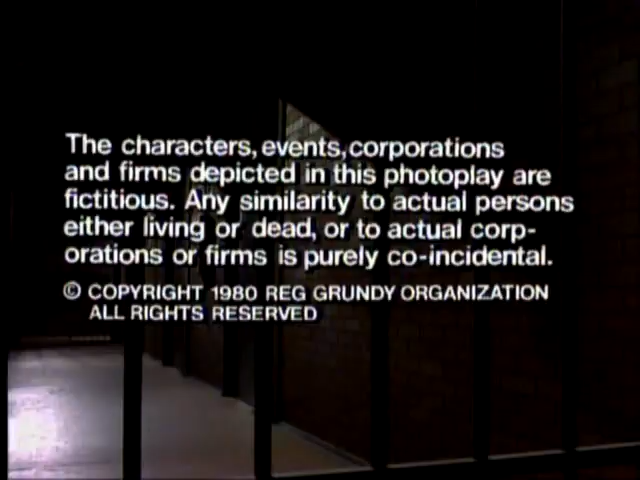 The characters, events, corporations
and firms depicted in this photoplay are
fictitious. Any similarity to actual persons
either living or dead, or to actual corp-
orations or firms is purely co-incidental.
© COPYRIGHT 1980 REG GRUNDY ORGANIZATION
ALL RIGHTS RESERVED